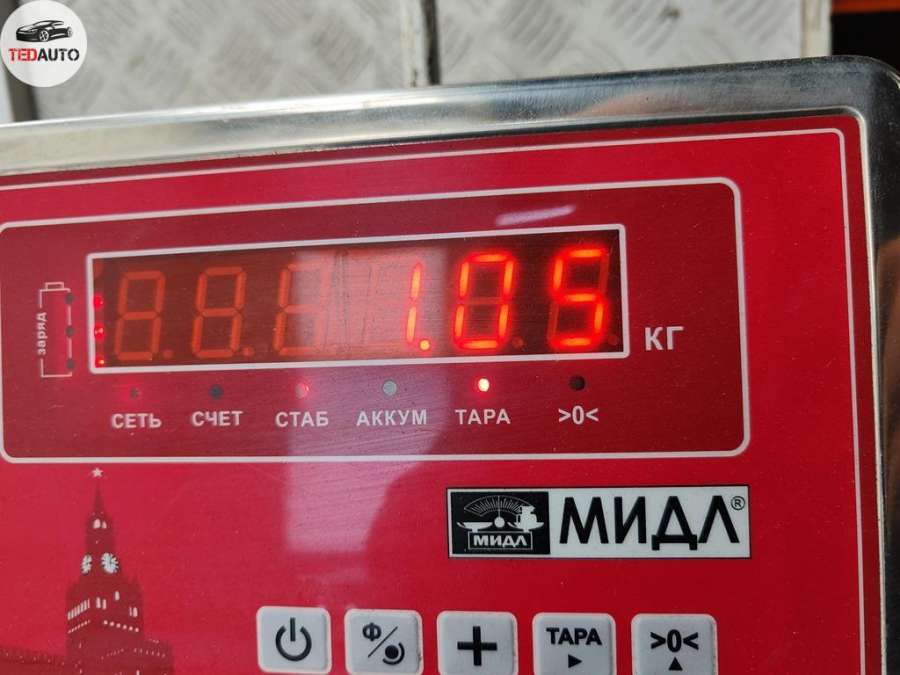 TEDAUTO
заряд
1.05
КГ
СЕТЬ СЧЕТ СТАБ АККУМ ТАРА >0<
МИДЛ МИДЛ®
Ф ТАРА >0<